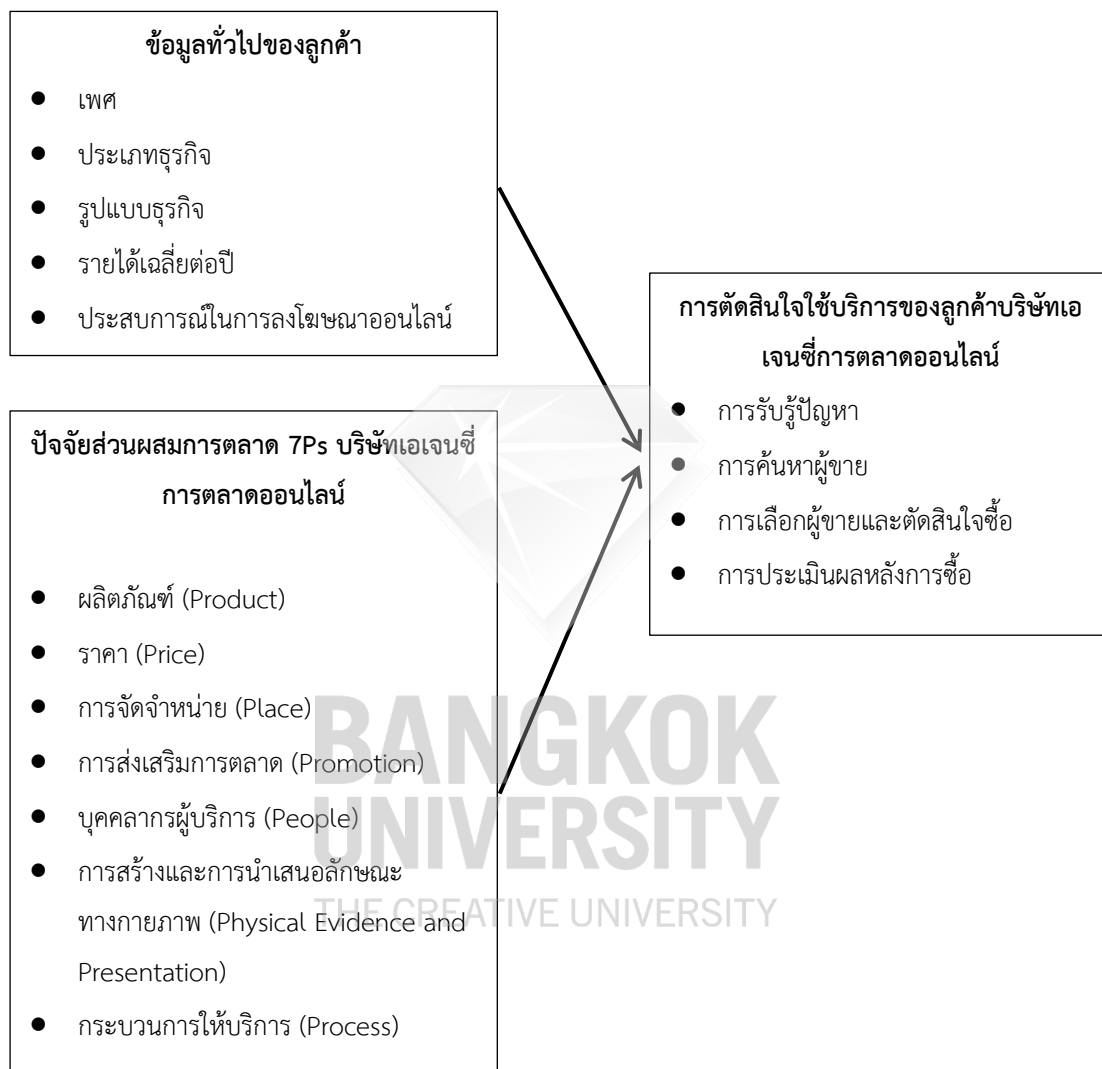 ข้อมูลทั่วไปของลูกค้า
● เพศ
● ประเภทธุรกิจ
● รูปแบบธุรกิจ
● รายได้เฉลี่ยต่อปี
● ประสบการณ์ในการลงโฆษณาออนไลน์
ปัจจัยส่วนผสมการตลาด 7Ps บริษัทเอเจนซี่
การตลาดออนไลน์
● ผลิตภัณฑ์ (Product)
● ราคา (Price)
● การจัดจำหน่าย (Place)
● การส่งเสริมการตลาด (Promotion)
● บุคคลากรผู้บริการ (People)
● การสร้างและการนำเสนอลักษณะ
ทางกายภาพ (Physical Evidence and
Presentation)
● กระบวนการให้บริการ (Process)
การตัดสินใจใช้บริการของลูกค้าบริษัทเอ
เจนซี่การตลาดออนไลน์
● การรับรู้ปัญหา
● การค้นหาผู้ขาย
● การเลือกผู้ขายและตัดสินใจซื้อ
● การประเมินผลหลังการซื้อ
BANGKOK
UNIVERSITY
THE CREATIVE UNIVERSITY